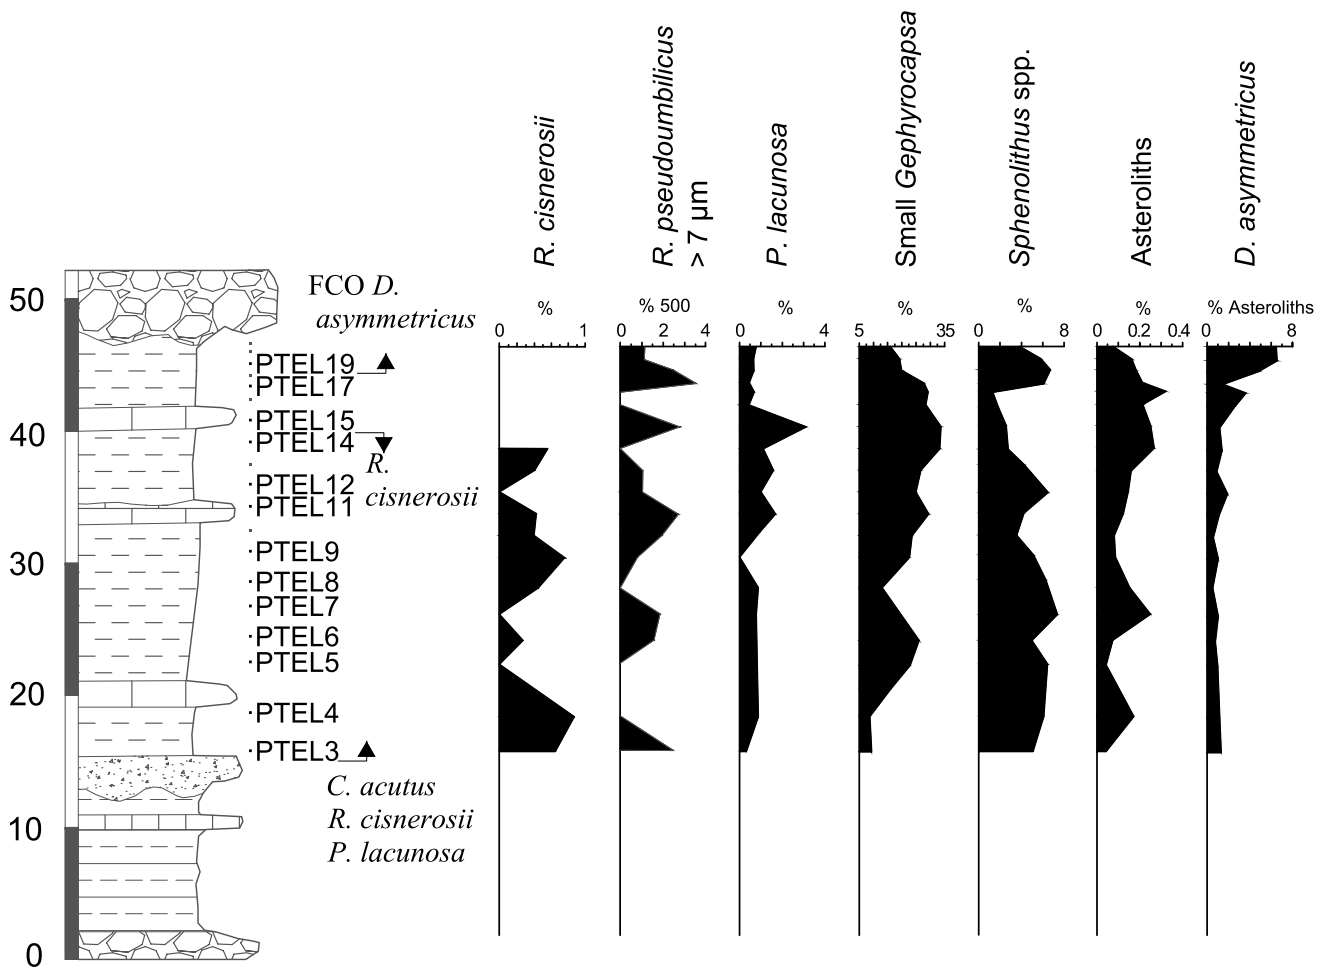 R. cisnerosii
R. pseudoumbilicus
> 7 μm
P. lacunosa
Small Gephyrocapsa
Sphenolithus spp.
Asteroliths
D. asymmetricus
% % 500 % % % % % Asteroliths
0 1 0 2 4 0 4 5 35 0 8 0 0.2 0.4 0 8
FCO D.
asymmetricus
50
PTEL19
PTEL17
PTEL15
40
PTEL14
R.
cisnerosii
PTEL12
PTEL11
PTEL9
30
PTEL8
PTEL7
PTEL6
PTEL5
20
PTEL4
PTEL3
C. acutus
R. cisnerosii
10
P. lacunosa
0